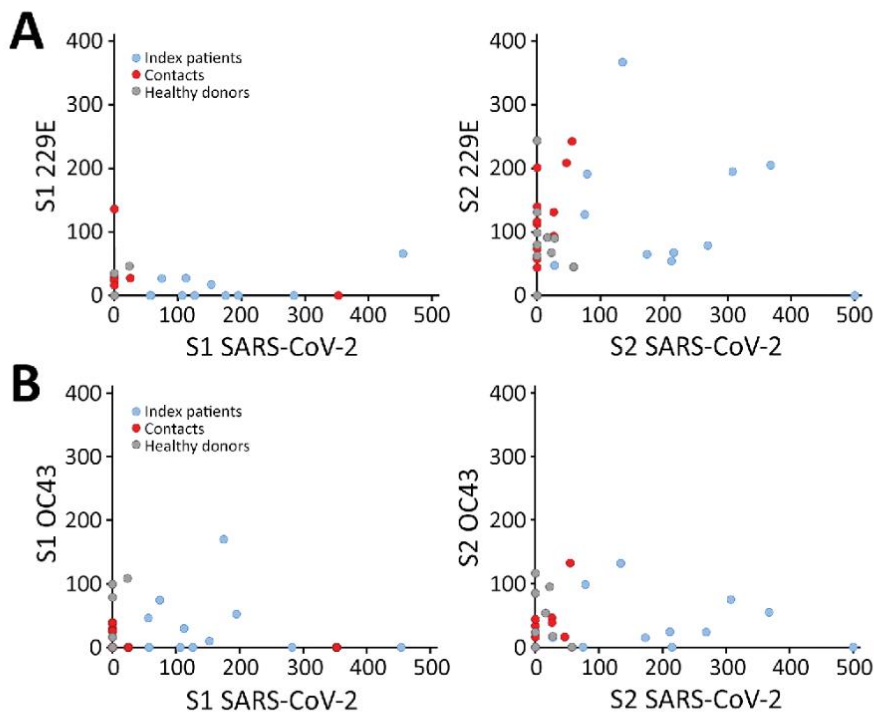 A
S1 229E
400
300
200
100
0
Index patients
Contacts
Healthy donors
0 100 200 300 400 500
S1 SARS-CoV-2
S2 229E
400
300
200
100
0
0 100 200 300 400 500
S2 SARS-CoV-2
B
S1 OC43
400
300
200
100
0
Index patients
Contacts
Healthy donors
0 100 200 300 400 500
S1 SARS-CoV-2
S2 OC43
400
300
200
100
0
0 100 200 300 400 500
S2 SARS-CoV-2